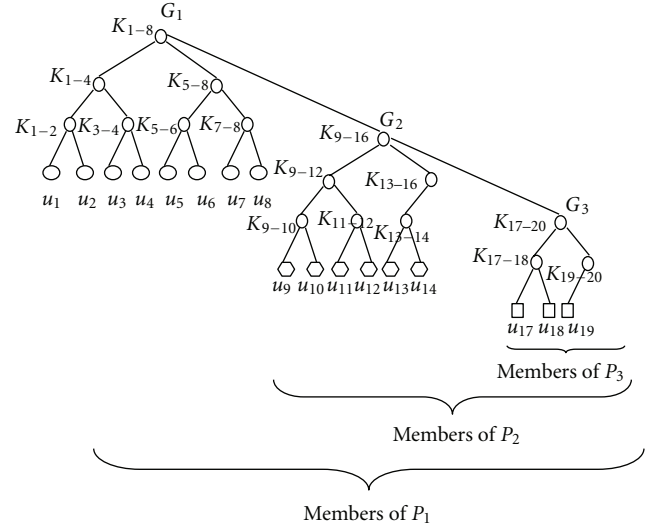 G₁
K₁₋₈
K₁₋₄ K₅₋₈
K₁₋₂ K₃₋₄ K₅₋₆ K₇₋₈
u₁ u₂ u₃ u₄ u₅ u₆ u₇ u₈
G₂
K₉₋₁₆
K₉₋₁₂ K₁₃₋₁₆
K₉₋₁₀ K₁₁₋₁₂ K₁₃₋₁₄
u₉ u₁₀ u₁₁ u₁₂ u₁₃ u₁₄
G₃
K₁₇₋₂₀
K₁₇₋₁₈ K₁₉₋₂₀
u₁₇ u₁₈ u₁₉
Members of P₃
Members of P₂
Members of P₁